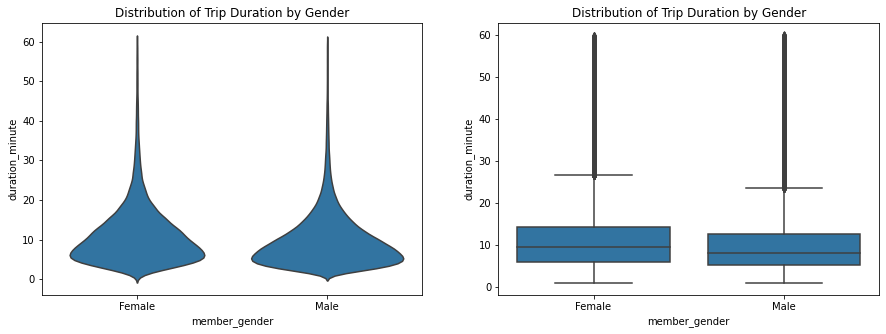 Distribution of Trip Duration by Gender
duration_minute
60
50
40
30
20
10
0
Female
Male
member_gender
Distribution of Trip Duration by Gender
duration_minute
60
50
40
30
20
10
0
Female
Male
member_gender